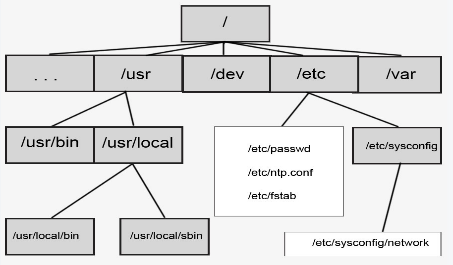 /
. . .
/usr
/dev
/etc
/var
/usr/bin
/usr/local
/etc/passwd
/etc/ntp.conf
/etc/fstab
/etc/sysconfig
/usr/local/bin
/usr/local/sbin
/etc/sysconfig/network